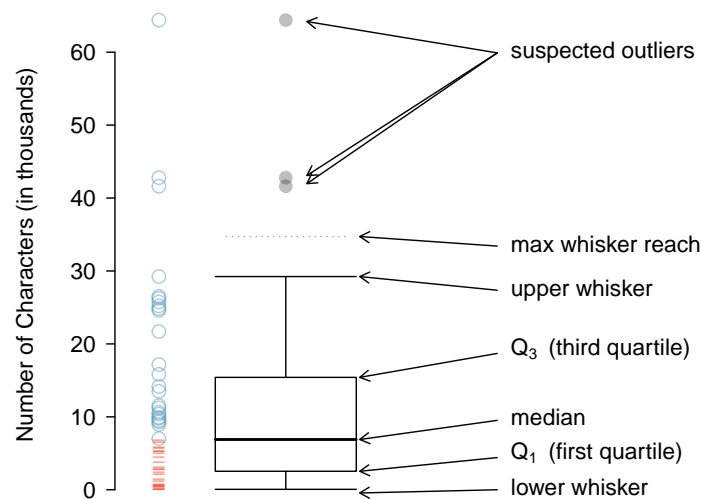 Number of Characters (in thousands)
60
50
40
30
20
10
0
suspected outliers
max whisker reach
upper whisker
Q3 (third quartile)
median
Q1 (first quartile)
lower whisker